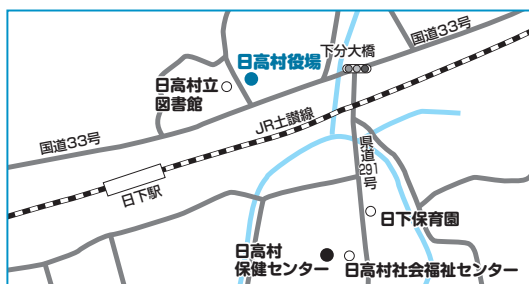 国道33号
下分大橋
日高村役場
日高村立
図書館
JR土讃線
国道33号
日下駅
県道
291
号
日下保育園
日高村
保健センター
日高村社会福祉センター